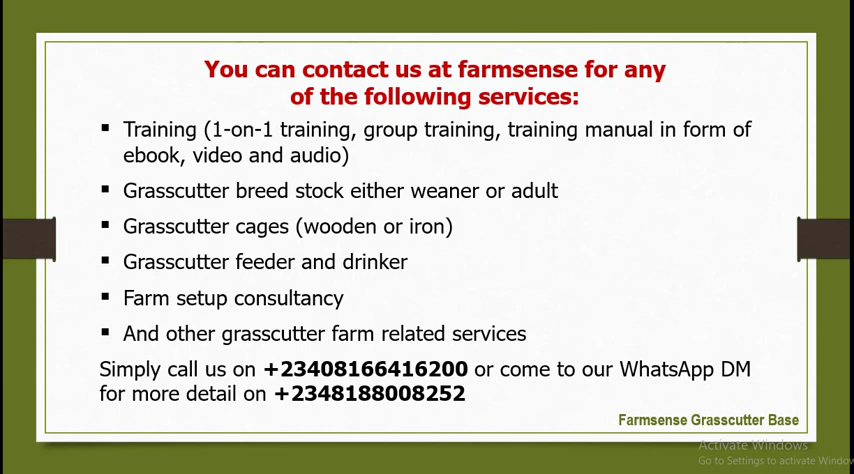 You can contact us at farmsense for any
of the following services:
▪ Training (1-on-1 training, group training, training manual in form of
ebook, video and audio)
▪ Grasscutter breed stock either weaner or adult
▪ Grasscutter cages (wooden or iron)
▪ Grasscutter feeder and drinker
▪ Farm setup consultancy
▪ And other grasscutter farm related services
Simply call us on +23408166416200 or come to our WhatsApp DM
for more detail on +2348188008252
Farmsense Grasscutter Base
Activate Windows
Go to Settings to activate Window